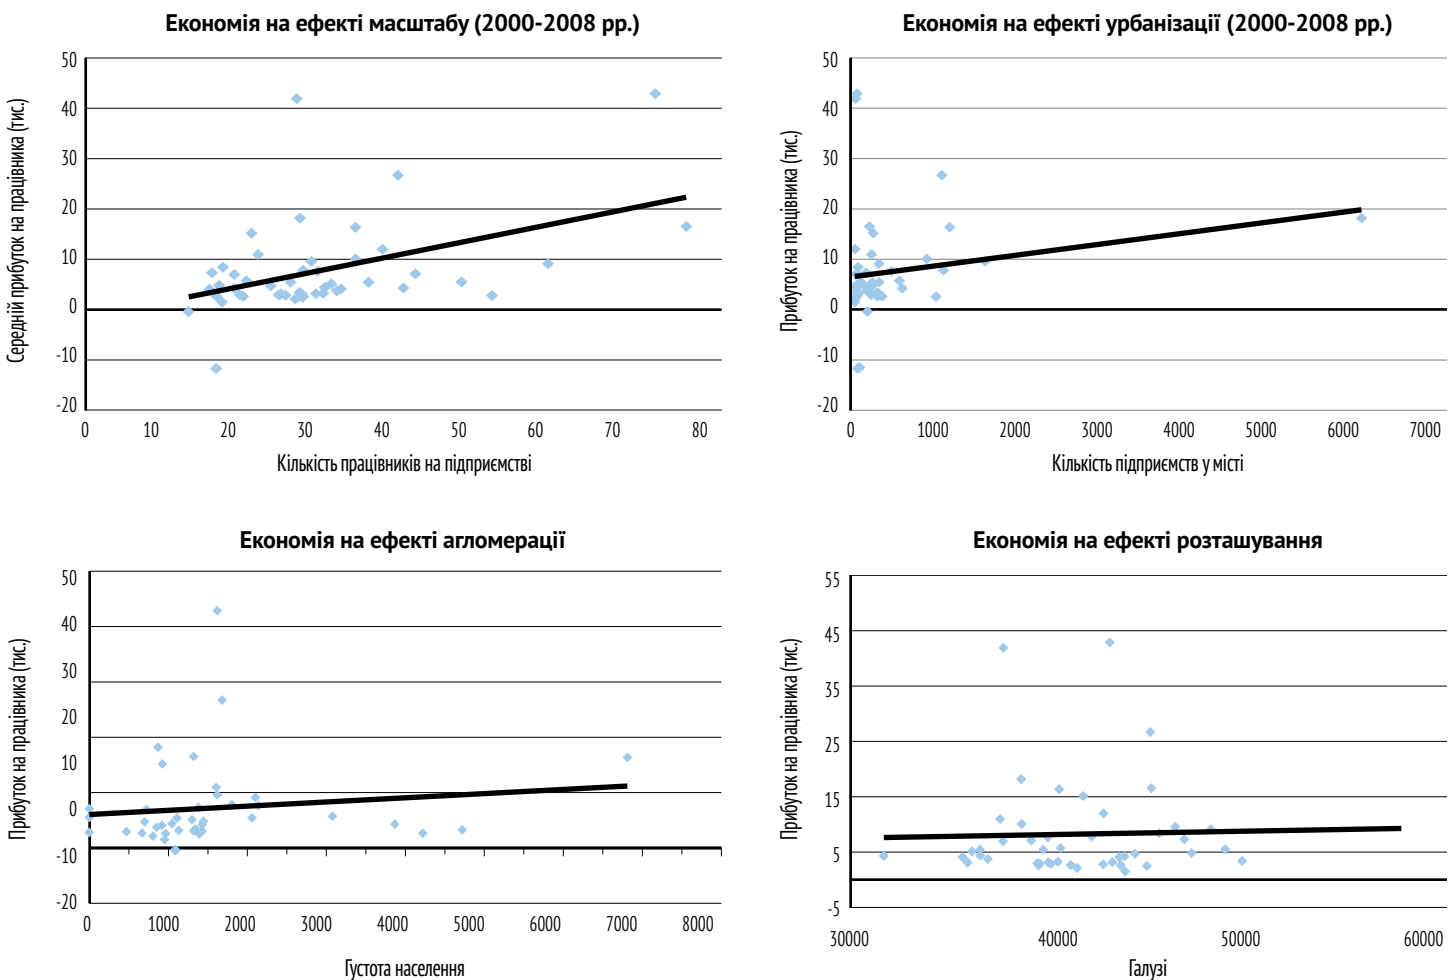 Економія на ефекті масштабу (2000-2008 рр.)
Середній прибуток на працівника (тис.)
50
40
30
20
10
0
-10
-20
0 10 20 30 40 50 60 70 80
Кількість працівників на підприємстві
Економія на ефекті урбанізації (2000-2008 рр.)
Прибуток на працівника (тис.)
50
40
30
20
10
0
-10
-20
0 1000 2000 3000 4000 5000 6000 7000
Кількість підприємств у місті
Економія на ефекті агломерації
Прибуток на працівника (тис.)
50
40
30
20
10
0
-10
-20
0 1000 2000 3000 4000 5000 6000 7000 8000
Густота населення
Економія на ефекті розташування
Прибуток на працівника (тис.)
55
45
35
25
15
5
-5
30000 40000 50000 60000
Галузі